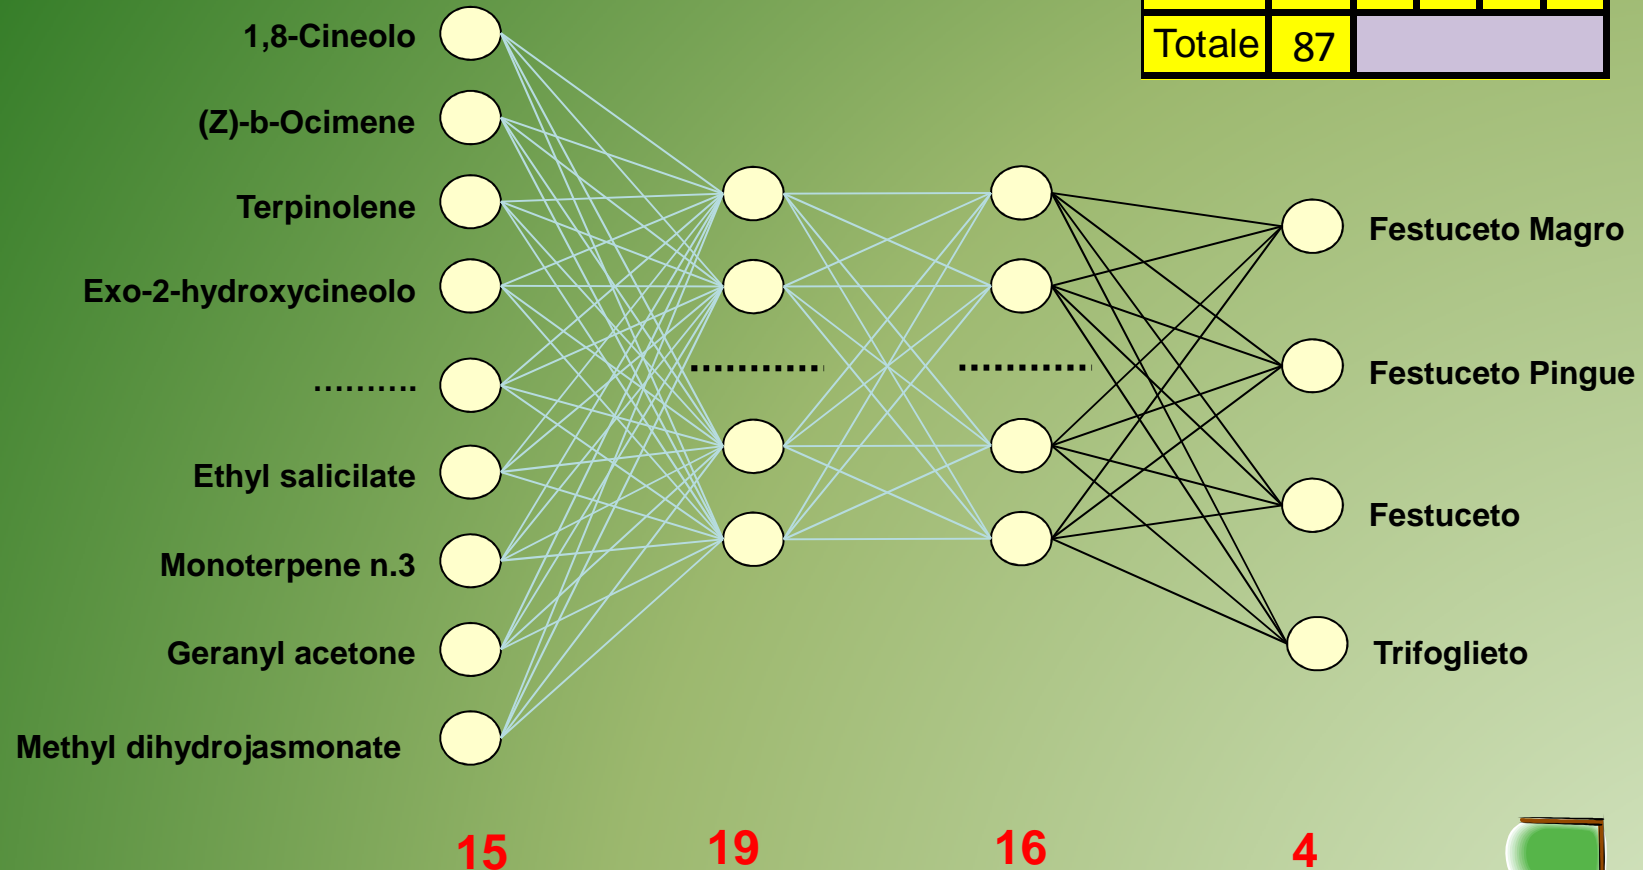 Totale 87
1,8-Cineolo
(Z)-b-Ocimene
Terpinolene
Exo-2-hydroxycineolo
……….
Ethyl salicilate
Monoterpene n.3
Geranyl acetone
Methyl dihydrojasmonate
Festuceto Magro
Festuceto Pingue
Festuceto
Trifoglieto
15 19 16 4